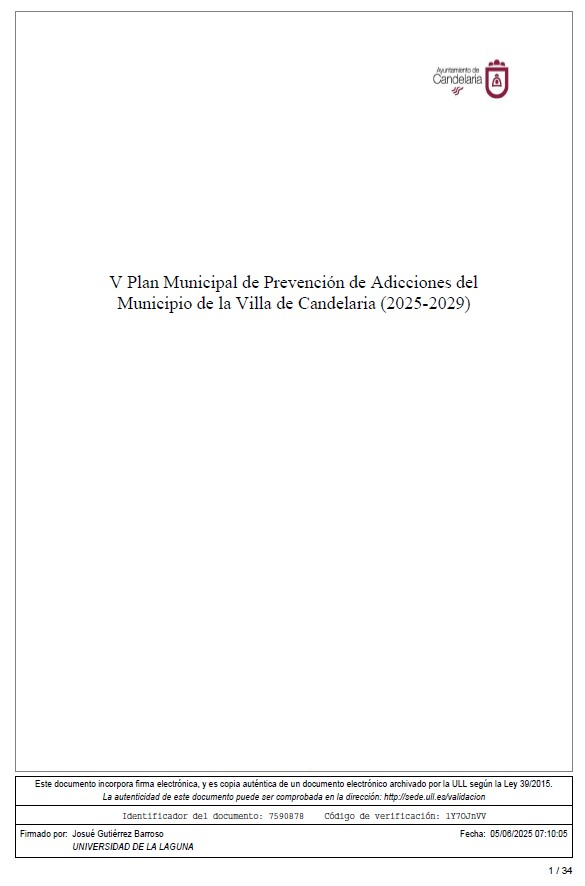 Ayuntamiento de
Candelaria
V Plan Municipal de Prevención de Adicciones del
Municipio de la Villa de Candelaria (2025-2029)
Este documento incorpora firma electrónica, y es copia auténtica de un documento electrónico archivado por la ULL según la Ley 39/2015.
La autenticidad de este documento puede ser comprobada en la dirección: http://sede.ull.es/validacion
Identificador del documento: 7590878 Código de verificación: 1Y7OJnVV
Firmado por: Josué Gutiérrez Barroso Fecha: 05/06/2025 07:10:05
UNIVERSIDAD DE LA LAGUNA
1 / 34